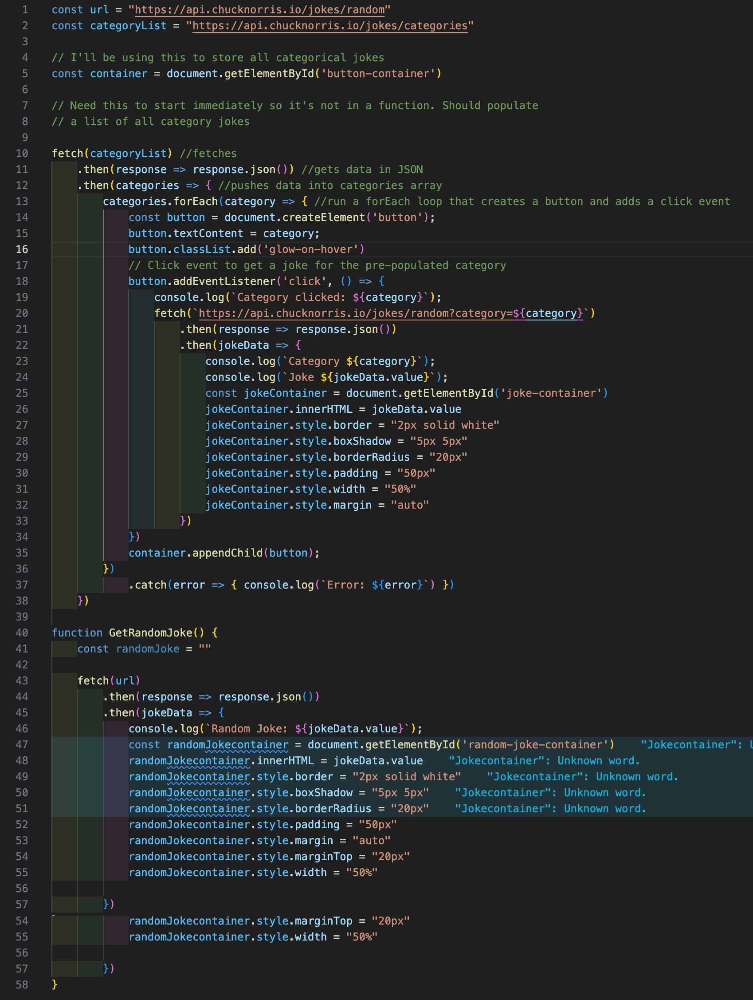 1 const url = "https://api.chucknorris.io/jokes/random"
2 const categoryList = "https://api.chucknorris.io/jokes/categories"
3
4 // I'll be using this to store all categorical jokes
5 const container = document.getElementById('button-container')
6
7 // Need this to start immediately so it's not in a function. Should populate
8 // a list of all category jokes
9
10 fetch(categoryList) //fetches
11 .then(response => response.json()) //gets data in JSON
12 .then(categories => { //pushes data into categories array
13 categories.forEach(category => { //run a forEach loop that creates a button and adds a click event
14 const button = document.createElement('button');
15 button.textContent = category;
16 button.classList.add('glow-on-hover')
17 // Click event to get a joke for the pre-populated category
18 button.addEventListener('click', () => {
19 console.log(`Category clicked: ${category}`);
20 fetch(`https://api.chucknorris.io/jokes/random?category=${category}`)
21 .then(response => response.json())
22 .then(jokeData => {
23 console.log(`Category ${category}`);
24 console.log(`Joke ${jokeData.value}`);
25 const jokeContainer = document.getElementById('joke-container')
26 jokeContainer.innerHTML = jokeData.value
27 jokeContainer.style.border = "2px solid white"
28 jokeContainer.style.boxShadow = "5px 5px"
29 jokeContainer.style.borderRadius = "20px"
30 jokeContainer.style.padding = "50px"
31 jokeContainer.style.width = "50%"
32 jokeContainer.style.margin = "auto"
33 })
34 })
35 container.appendChild(button);
36 })
37 .catch(error => { console.log(`Error: ${error}`) })
38 })
39
40 function GetRandomJoke() {
41 const randomJoke = ""
42
43 fetch(url)
44 .then(response => response.json())
45 .then(jokeData => {
46 console.log(`Random Joke: ${jokeData.value}`);
47 const randomJokecontainer = document.getElementById('random-joke-container') "Jokecontainer":
48 randomJokecontainer.innerHTML = jokeData.value "Jokecontainer": Unknown word.
49 randomJokecontainer.style.border = "2px solid white" "Jokecontainer": Unknown word.
50 randomJokecontainer.style.boxShadow = "5px 5px" "Jokecontainer": Unknown word.
51 randomJokecontainer.style.borderRadius = "20px" "Jokecontainer": Unknown word.
52 randomJokecontainer.style.padding = "50px"
53 randomJokecontainer.style.margin = "auto"
54 randomJokecontainer.style.marginTop = "20px"
55 randomJokecontainer.style.width = "50%"
56
57 })
54 randomJokecontainer.style.marginTop = "20px"
55 randomJokecontainer.style.width = "50%"
56
57 })
58 }